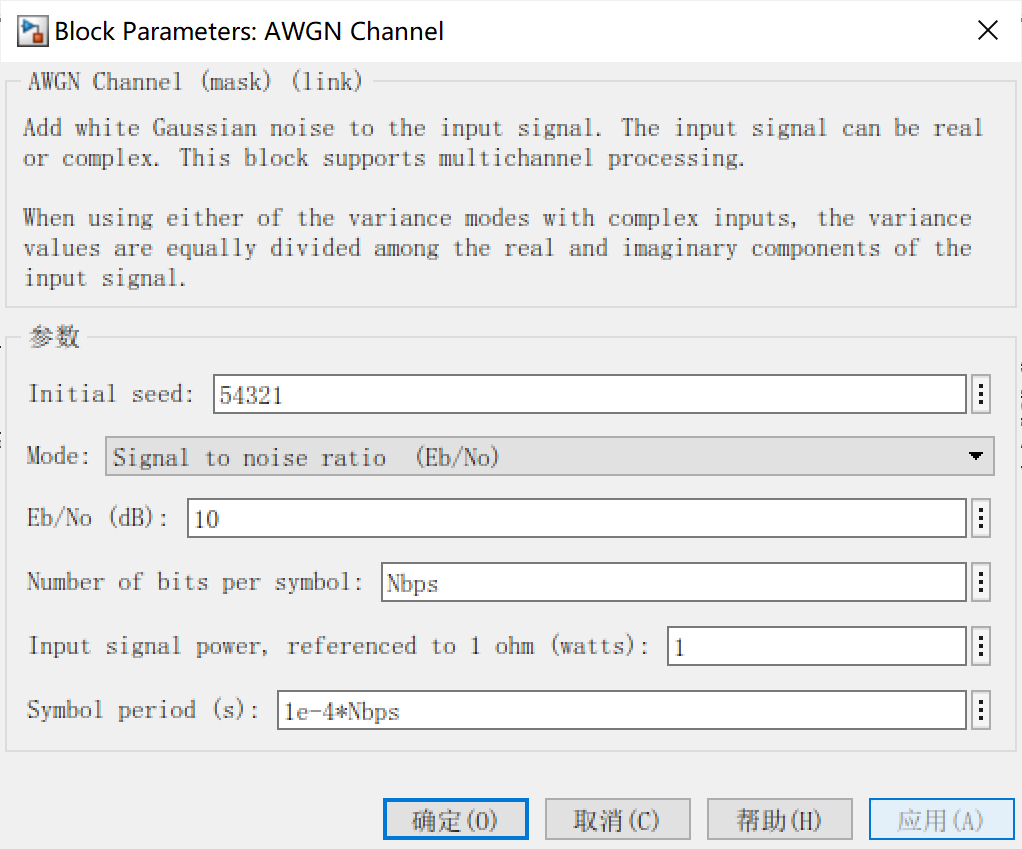 Block Parameters: AWGN Channel
AWGN Channel (mask) (link)
Add white Gaussian noise to the input signal. The input signal can be real
or complex. This block supports multichannel processing.
When using either of the variance modes with complex inputs, the variance
values are equally divided among the real and imaginary components of the
input signal.
参数
Initial seed: 54321
Mode: Signal to noise ratio (Eb/No)
Eb/No (dB): 10
Number of bits per symbol: Nbps
Input signal power, referenced to 1 ohm (watts): 1
Symbol period (s): 1e-4*Nbps
确定(O) 取消(C) 帮助(H) 应用(A)